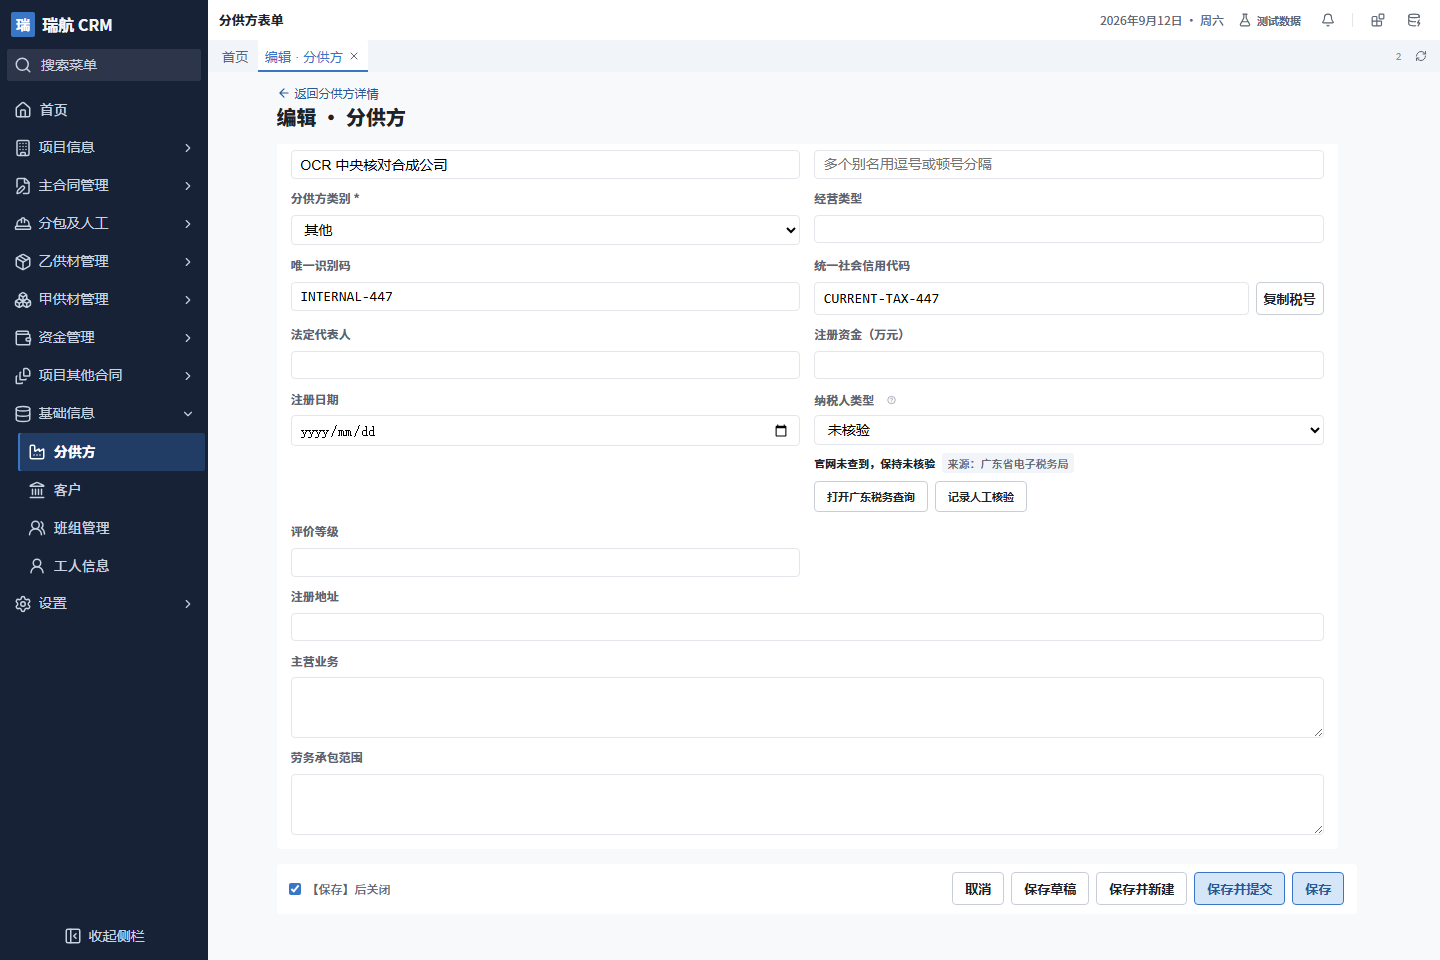 瑞 瑞航 CRM
搜索菜单
首页
项目信息
主合同管理
分包及人工
乙供材管理
甲供材管理
资金管理
项目其他合同
基础信息
分供方
客户
班组管理
工人信息
设置
收起侧栏
分供方表单
2026年9月12日 • 周六 测试数据
首页 编辑 · 分供方 ×
2
← 返回分供方详情
编辑 • 分供方
OCR 中央核对合成公司 多个别名用逗号或顿号分隔
分供方类别 * 经营类型
其他
唯一识别码 统一社会信用代码
INTERNAL-447 CURRENT-TAX-447 复制税号
法定代表人 注册资金（万元）
注册日期 纳税人类型
yyyy/mm/dd 未核验
官网未查到，保持未核验 来源：广东省电子税务局
打开广东税务查询 记录人工核验
评价等级
注册地址
主营业务
劳务承包范围
【保存】后关闭 取消 保存草稿 保存并新建 保存并提交 保存